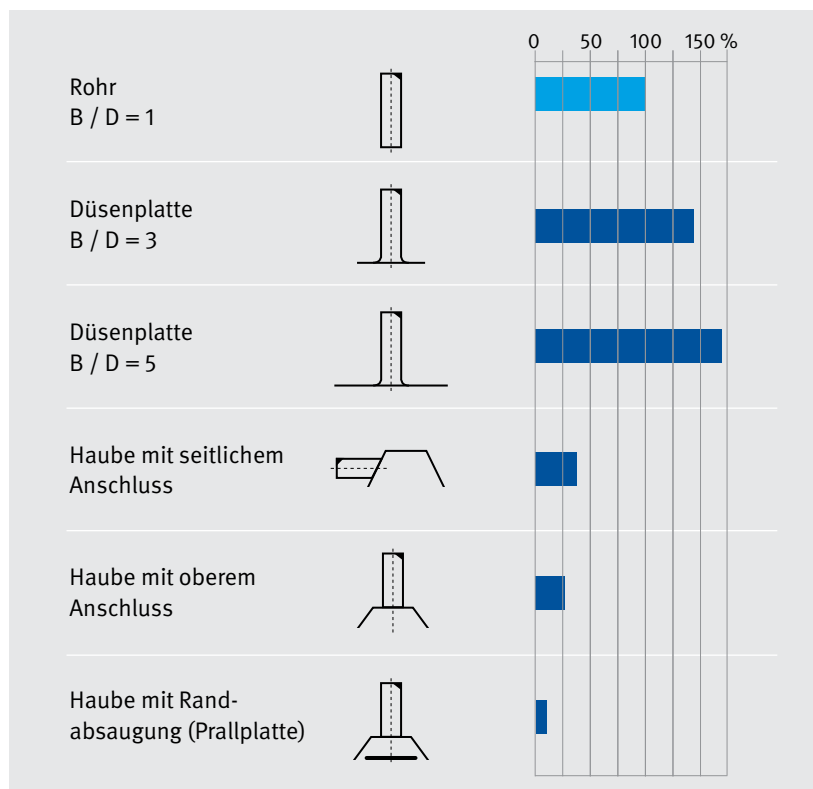 0 50 100 150 %
Rohr
B / D = 1
Düsenplatte
B / D = 3
Düsenplatte
B / D = 5
Haube mit seitlichem
Anschluss
Haube mit oberem
Anschluss
Haube mit Rand-
absaugung (Prallplatte)